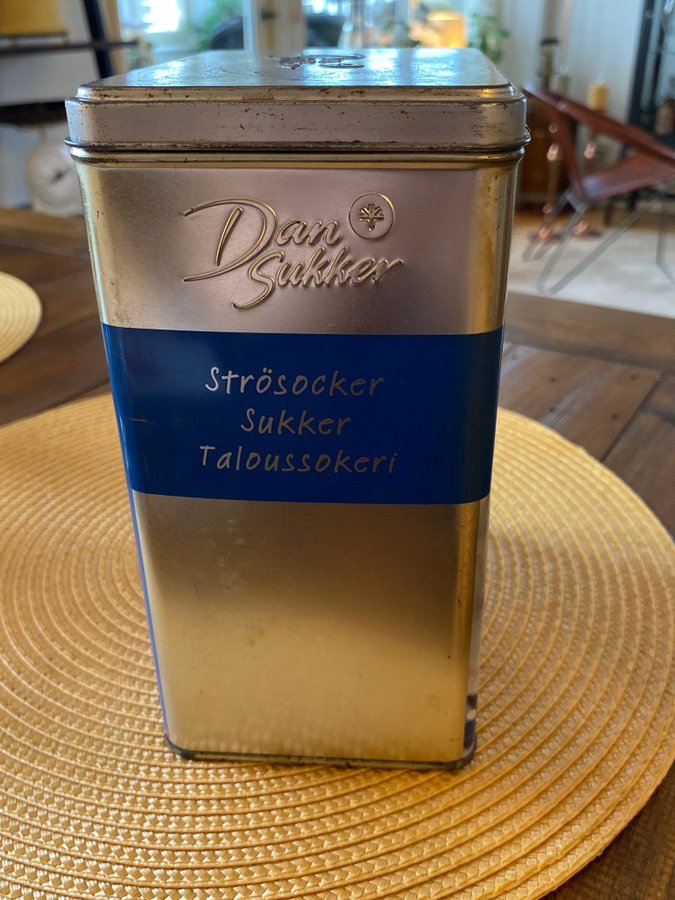 Dan
Sukker
Strösocker
Sukker
Taloussokeri